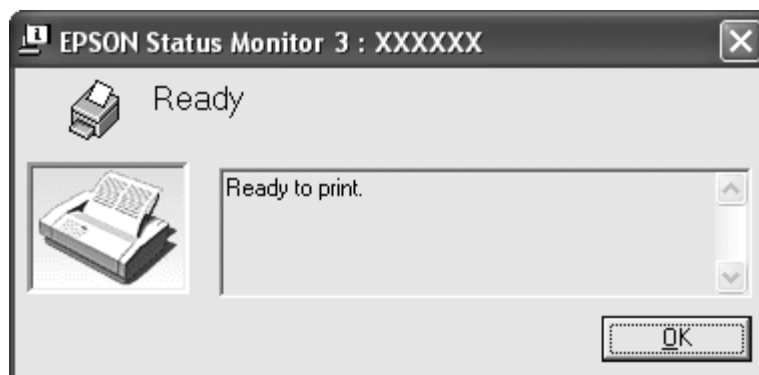 EPSON Status Monitor 3 : XXXXXX
Ready
Ready to print.
OK